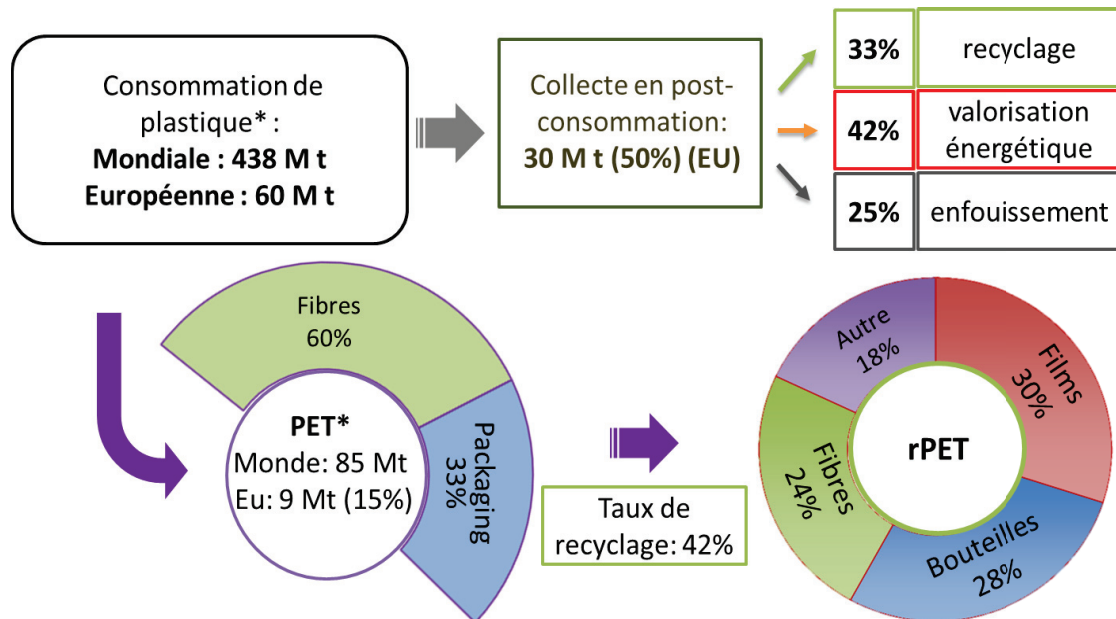 Consommation de
plastique* :
Mondiale : 438 M t
Européenne : 60 M t
Collecte en post-
consommation:
30 M t (50%) (EU)
33%
recyclage
42%
valorisation
énergétique
25%
enfouissement
Fibres
60%
Packaging
33%
PET*
Monde: 85 Mt
Eu: 9 Mt (15%)
Taux de
recyclage: 42%
Autre
18%
Films
30%
Fibres
24%
rPET
Bouteilles
28%